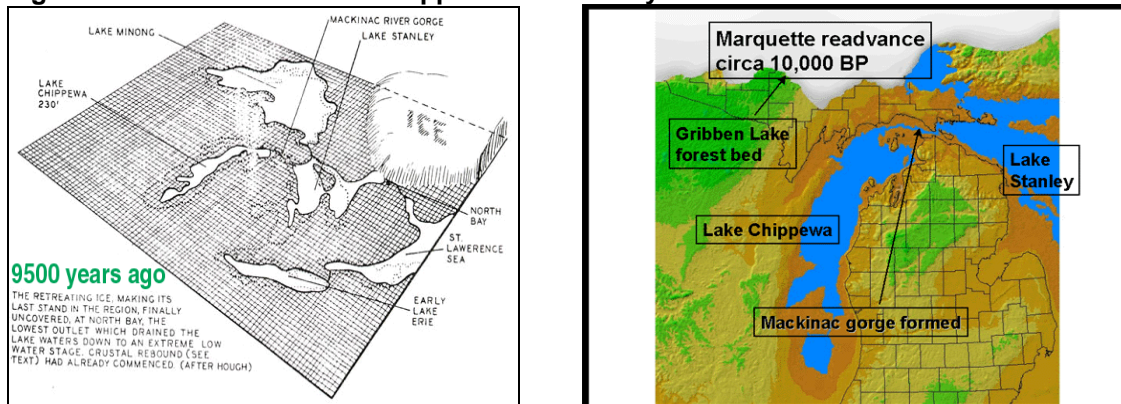 MACKINAC RIVER GORGE
LAKE MINONG
LAKE STANLEY
LAKE
CHIPPEWA
230'
ICE
NORTH
BAY
ST.
LAWERENCE
SEA
EARLY
LAKE
ERIE
9500 years ago
THE RETREATING ICE, MAKING ITS
LAST STAND IN THE REGION, FINALLY
UNCOVERED, AT NORTH BAY, THE
LOWEST OUTLET WHICH DRAINED THE
LAKE WATERS DOWN TO AN EXTREME LOW
WATER STAGE. CRUSTAL REBOUND (SEE
TEXT) HAD ALREADY COMMENCED. (AFTER HOUGH)
Marquette readvance
circa 10,000 BP
Gribben Lake
forest bed
Lake
Stanley
Lake Chippewa
Mackinac gorge formed